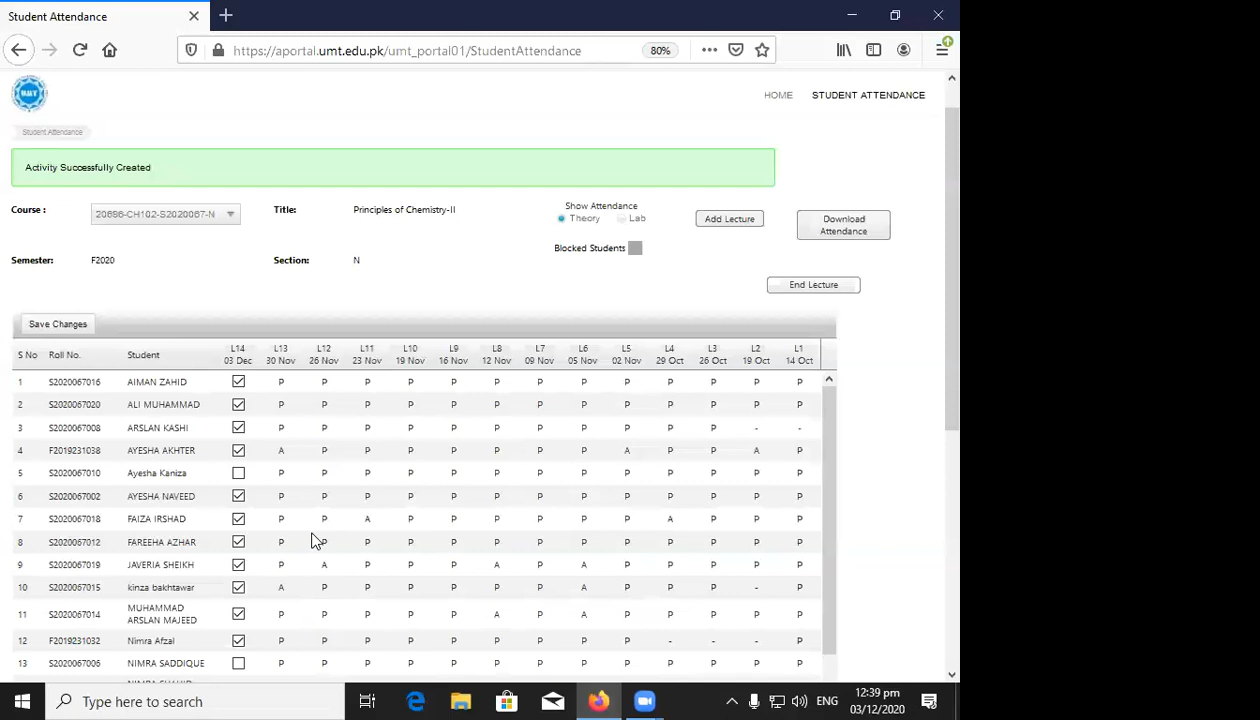 Student Attendance
https://aportal.umt.edu.pk/umt_portal01/StudentAttendance 80%
UMT HOME STUDENT ATTENDANCE
Student Attendance
Activity Successfully Created
Course : 20686-CH102-S2020067-N Title: Principles of Chemistry-II
Show Attendance
Theory Lab
Add Lecture
Download
Attendance
Blocked Students
Semester: F2020 Section: N
End Lecture
Save Changes
S No Roll No. Student L14 03 Dec L13 30 Nov L12 26 Nov L11 23 Nov L10 19 Nov L9 16 Nov L8 12 Nov L7 09 Nov L6 05 Nov L5 02 Nov L4 29 Oct L3 26 Oct L2 19 Oct L1 14 Oct
1 S2020067016 AIMAN ZAHID P P P P P P P P P P P P P
2 S2020067020 ALI MUHAMMAD P P P P P P P P P P P P P
3 S2020067008 ARSLAN KASHI P P P P P P P P P P P - -
4 F2019231038 AYESHA AKHTER A P P P P P P P A P P A P
5 S2020067010 Ayesha Kaniza P P P P P P P P P P P P P
6 S2020067002 AYESHA NAVEED P P P P P P P P P P P P P
7 S2020067018 FAIZA IRSHAD P P A P P P P P P A P P P
8 S2020067012 FAREEHA AZHAR P P P P P P P P P P P P P
9 S2020067019 JAVERIA SHEIKH P A P P P A P A P P P P P
10 S2020067015 kinza bakhtawar A P P P P P P A P P P - P
11 S2020067014 MUHAMMAD ARSLAN MAJEED P P P P P A P A P P P P P
12 F2019231032 Nimra Afzal P P P P P P P P P - - - P
13 S2020067006 NIMRA SADDIQUE P P P P P P P P P P P P P
Type here to search
ENG
12:39 pm
03/12/2020